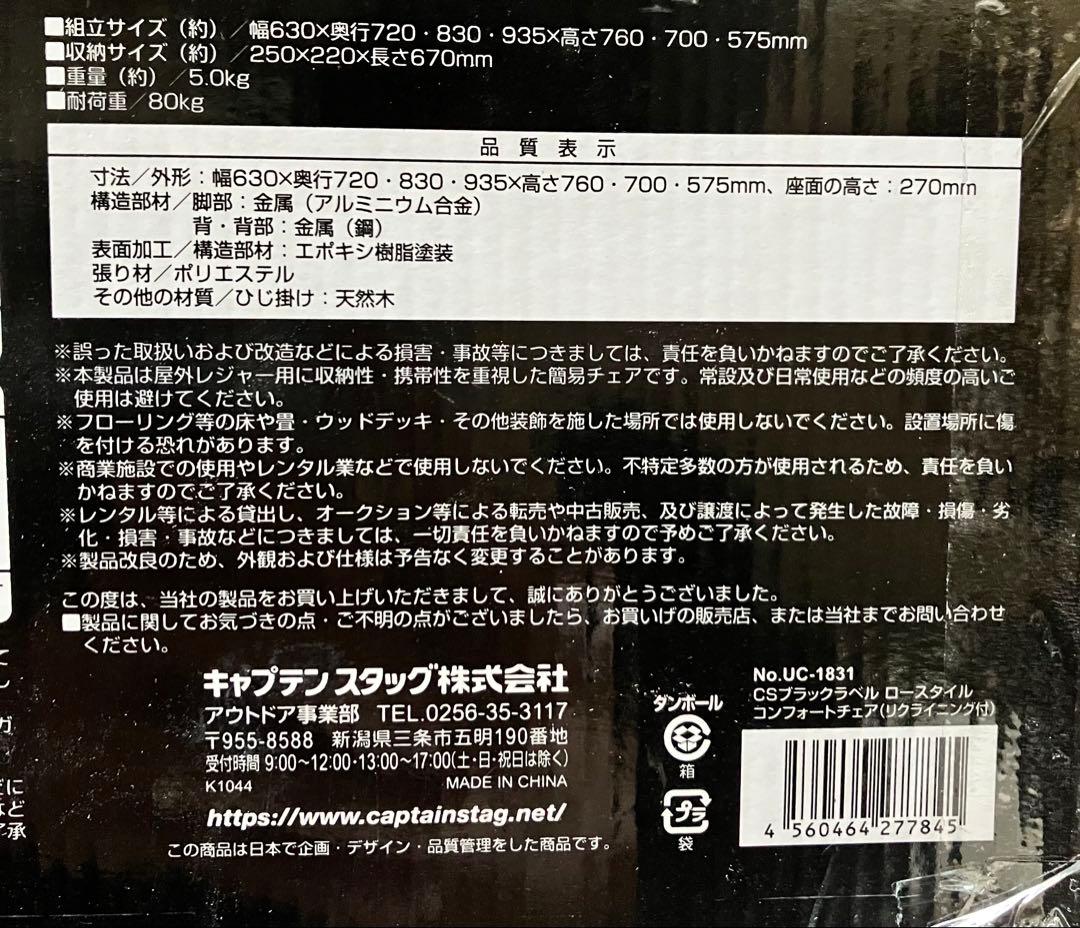 ■組立サイズ（約）／幅630×奥行720・830・935×高さ760・700・575mm
■収納サイズ（約）／250×220×長さ670mm
■重量（約）／5.0kg
■耐荷重／80kg
品 質 表 示
寸法／外形：幅630×奥行720・830・935×高さ760・700・575mm、座面の高さ：270mm
構造部材／脚部：金属（アルミニウム合金）
背・背部：金属（鋼）
表面加工／構造部材：エポキシ樹脂塗装
張り材／ポリエステル
その他の材質／ひじ掛け：天然木
※誤った取扱いおよび改造などによる損害・事故等につきましては、責任を負いかねますのでご了承ください。
※本製品は屋外レジャー用に収納性・携帯性を重視した簡易チェアです。常設及び日常使用などの頻度の高いご
使用は避けてください。
※フローリング等の床や畳・ウッドデッキ・その他装飾を施した場所では使用しないでください。設置場所に傷
を付ける恐れがあります。
※商業施設での使用やレンタル業などで使用しないでください。不特定多数の方が使用されるため、責任を負い
かねますのでご了承ください。
※レンタル等による貸出し、オークション等による転売や中古販売、及び譲渡によって発生した故障・損傷・劣
化・損害・事故などにつきましては、一切責任を負いかねますので予めご了承ください。
※製品改良のため、外観および仕様は予告なく変更することがあります。
この度は、当社の製品をお買い上げいただきまして、誠にありがとうございました。
■製品に関してお気づきの点・ご不明の点がございましたら、お買いげの販売店、または当社までお問い合わせ
ください。
キャプテンスタッグ株式会社
アウトドア事業部 TEL.0256-35-3117
〒955-8588 新潟県三条市五明190番地
受付時間 9:00〜12:00・13:00〜17:00(土・日・祝日は除く)
K1044 MADE IN CHINA
https://www.captainstag.net/
この商品は日本で企画・デザイン・品質管理をした商品です。
ダンボール
箱
プラ
袋
No.UC-1831
CSブラックラベル ロースタイル
コンフォートチェア(リクライニング付)
4 560464 277845